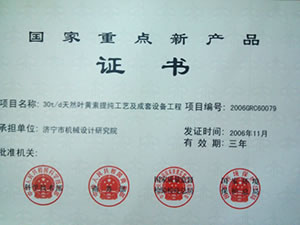 国家重点新产品
证书
项目名称:30t/d天然叶黄素提纯工艺及成套设备工程 项目编号:2006GRC60079
承担单位:济宁市机械设计研究院 发证时间:2006年11月
有效期:三年
批准机关: